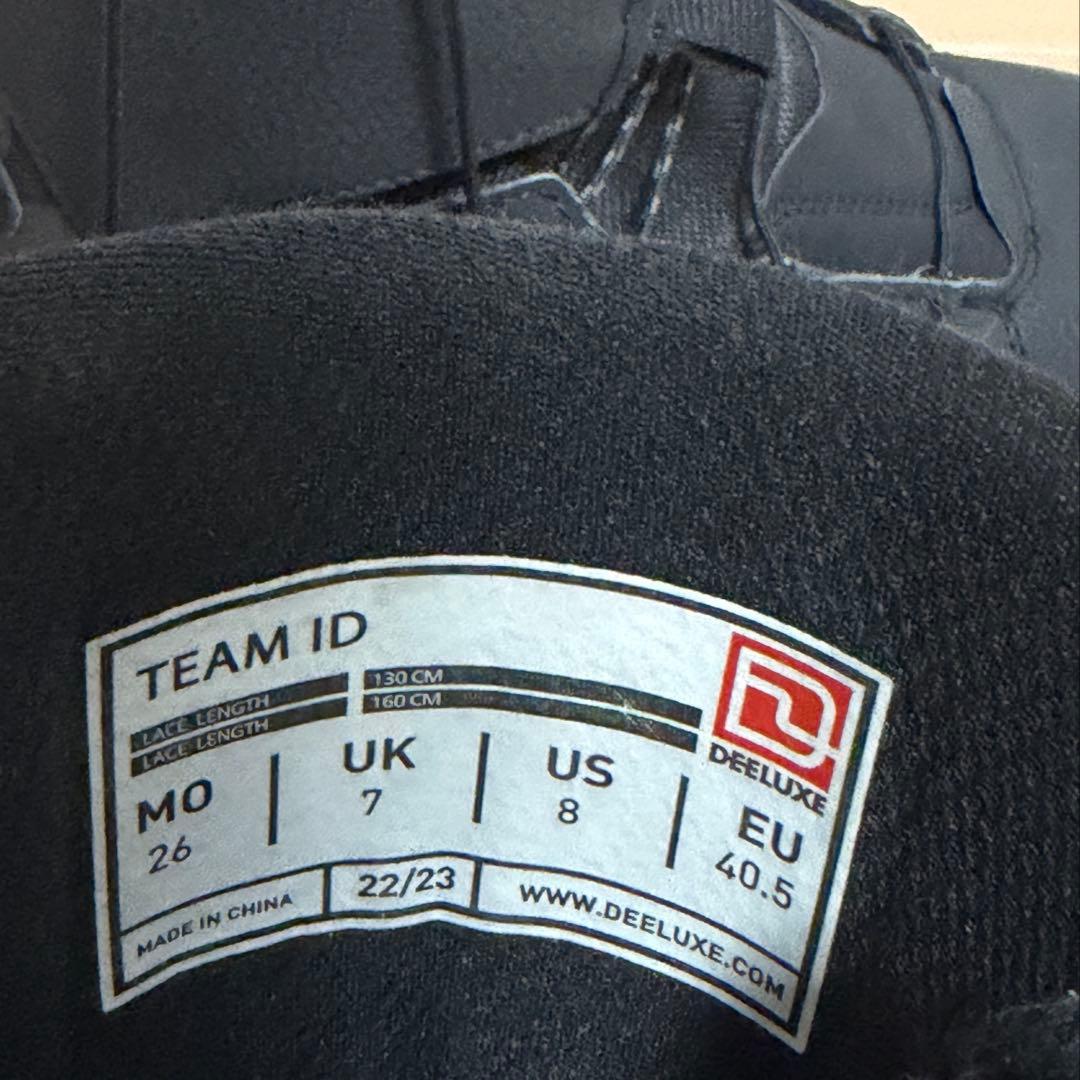 TEAM ID
LACE LENGTH 130 CM
LACE LENGTH 160 CM
DEELUXE
MO UK US EU
26 7 8 40.5
MADE IN CHINA 22/23 WWW.DEELUXE.COM